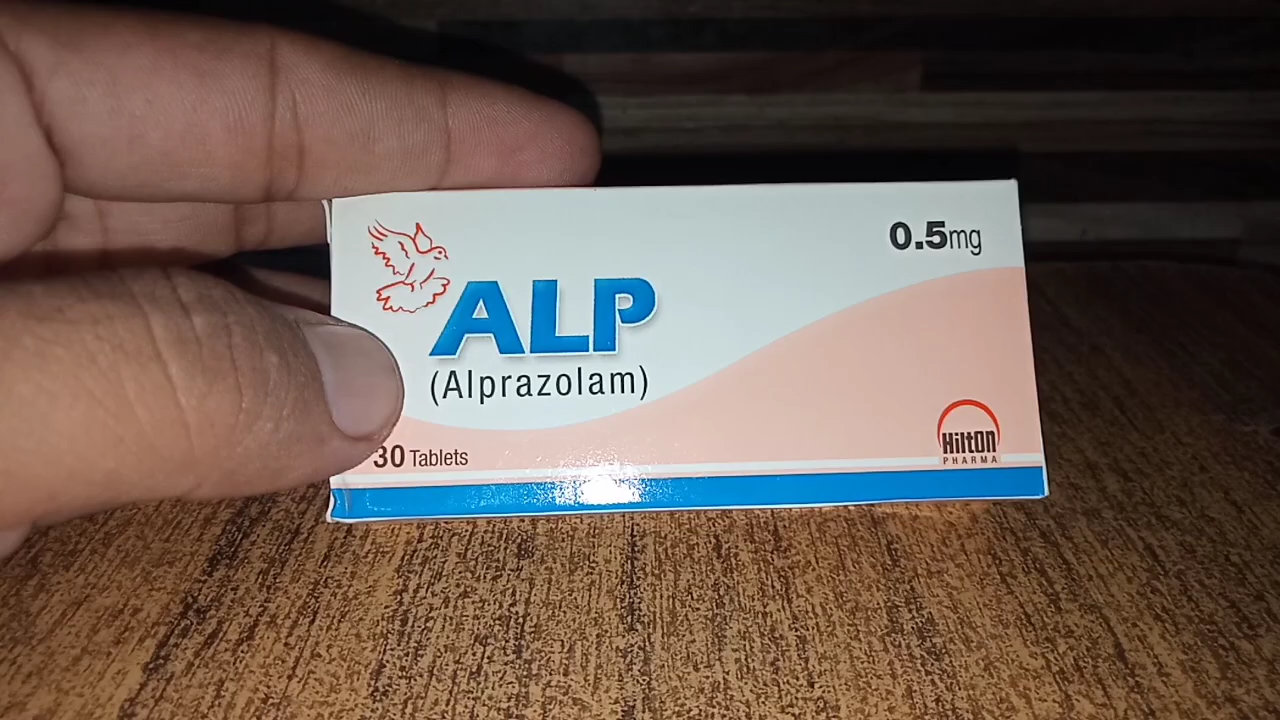 0.5mg
ALP
(Alprazolam)
30 Tablets
HiltOn
PHARMA